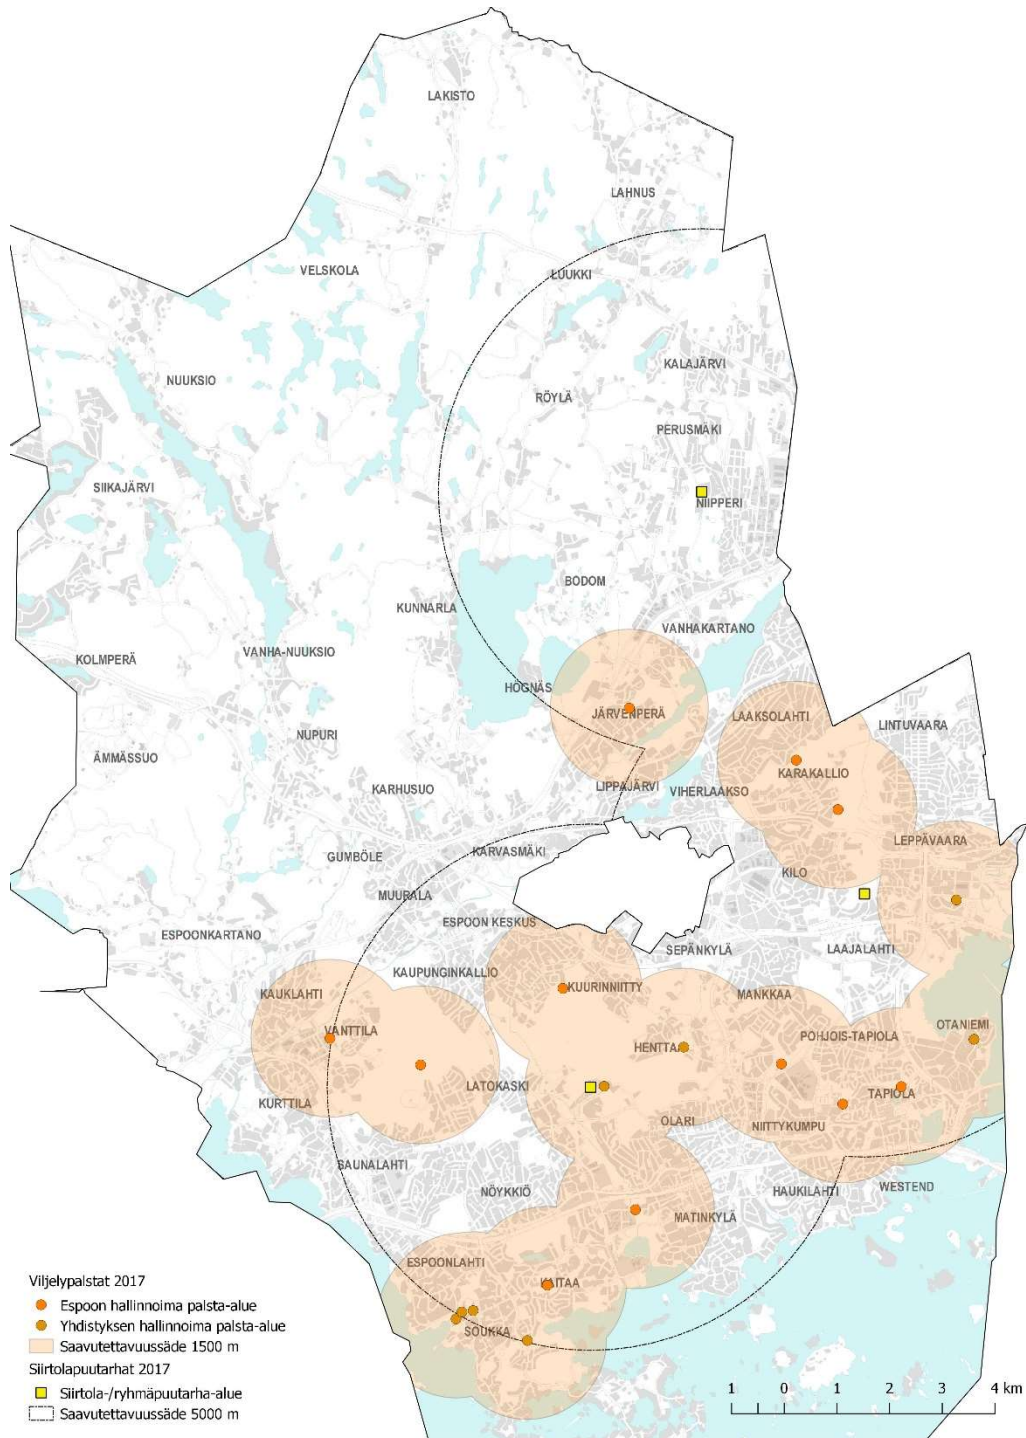 LAKISTO
LAHNUS
VELSKOLA
LUUKKI
NUUKSIO
KALAJÄRVI
RÖYLÄ
PERUSMÄKI
SIIKAJÄRVI
NIIPPERI
BODOM
KUNNARLA
VANHAKARTANO
VANHA-NUUKSIO
KOLMPERÄ
HÖGNÄS
JÄRVENPERÄ
LAAKSOLAHTI
LINTUVAARA
NUPURI
ÄMMÄSSUO
KARAKALLIO
KARHUSUO
LIPPAJÄRVI
VIHERLAAKSO
LEPPÄVAARA
GUMBÖLE
KARVASMÄKI
KILO
MUURALA
ESPOON KESKUS
ESPOONKARTANO
SEPÄNKYLÄ
LAAJALAHTI
KAUPUNGINKALLIO
KAUKLAHTI
KUURINNIITTY
MANKKAA
VANTTILA
HENTTAA
POHJOIS-TAPIOLA
OTANIEMI
LATOKASKI
TAPIOLA
KURTTILA
OLARI
NIITTYKUMPU
SAUNALAHTI
NÖYKKIÖ
HAUKILAHTI
WESTEND
MATINKYLÄ
ESPOONLAHTI
KAITAA
SOUKKA
Viljelypalstat 2017
Espoon hallinnoima palsta-alue
Yhdistyksen hallinnoima palsta-alue
Saavutettavuussäde 1500 m
Siirtolapuutarhat 2017
Siirtola-/ryhmäpuutarha-alue
Saavutettavuussäde 5000 m
1 0 1 2 3 4 km